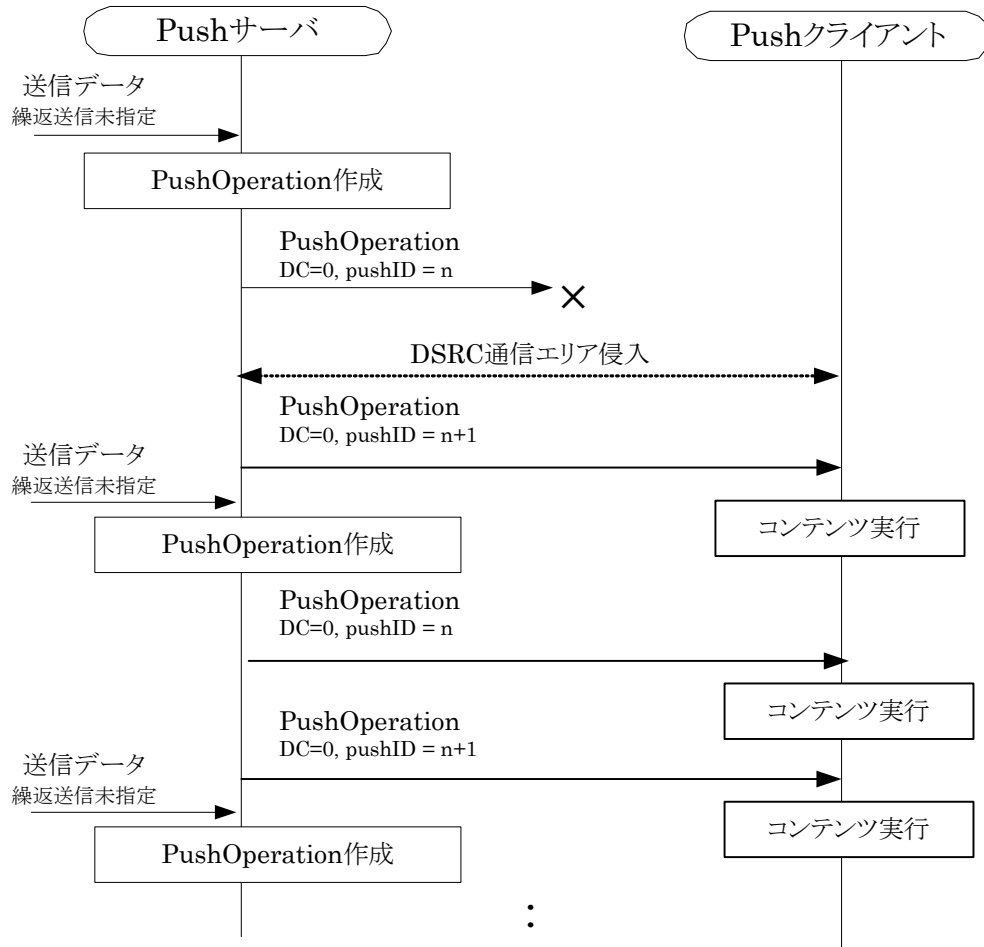 Pushサーバ
Pushクライアント
送信データ
繰返送信未指定
PushOperation作成
PushOperation
DC=0, pushID = n
×
DSRC通信エリア侵入
PushOperation
DC=0, pushID = n+1
送信データ
繰返送信未指定
コンテンツ実行
PushOperation作成
PushOperation
DC=0, pushID = n
コンテンツ実行
PushOperation
DC=0, pushID = n+1
送信データ
繰返送信未指定
コンテンツ実行
PushOperation作成
: